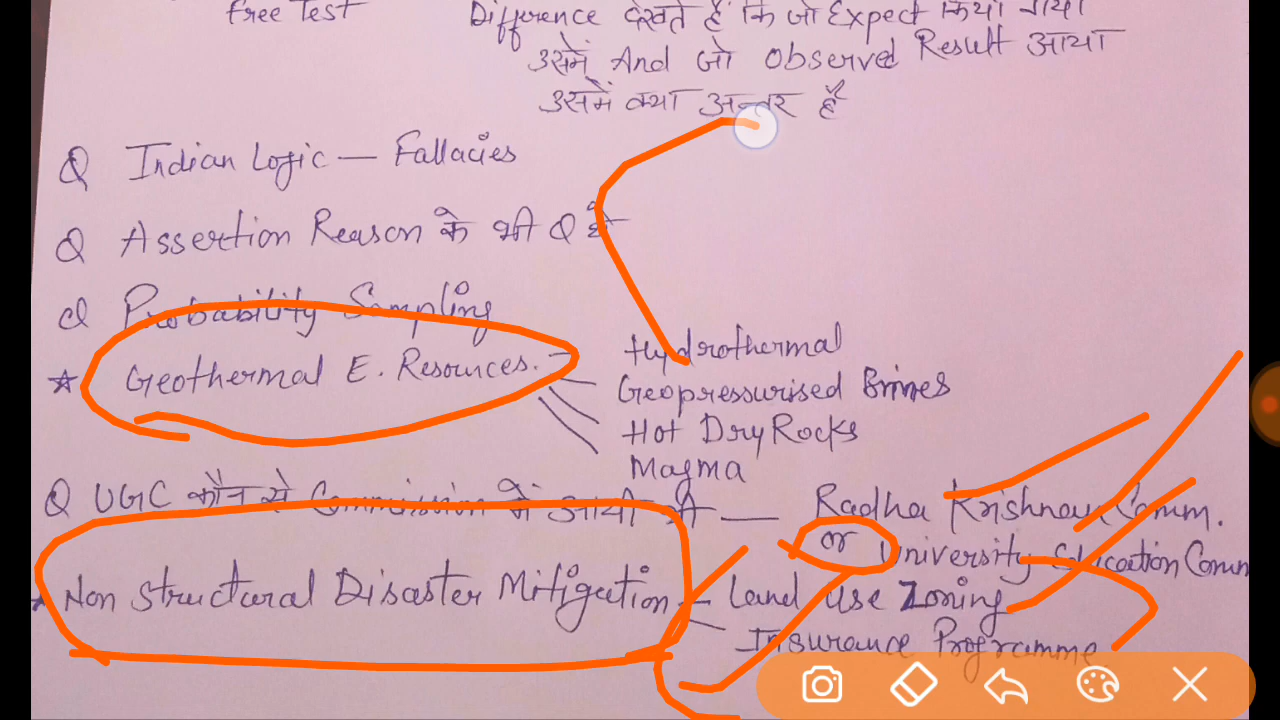 Free Test
Difference देखते हैं कि जो Expect किया गया
उसमें And जो Observed Result आया
उसमें क्या अन्तर है
Q Indian Logic — Fallacies
Q Assertion Reason के भी Q थे
Q Probability Sampling
☆ Geothermal E. Resources.
Hydrothermal
Geopressurised Brines
Hot Dry Rocks
Magma
Q UGC कौन से Commission में आयी थी — Radha Krishnan Comm.
or University Education Comm
Non Structural Disaster Mitigation — Land Use Zoning
Insurance Programme